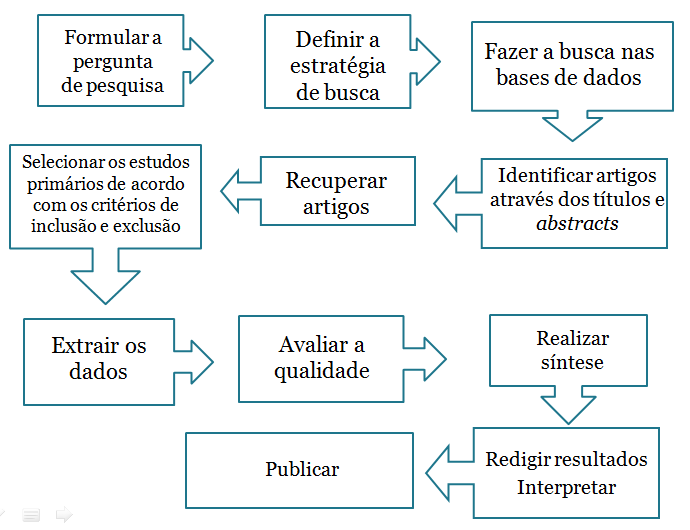 Formular a
pergunta
de pesquisa
Definir a
estratégia
de busca
Fazer a busca nas
bases de dados
Identificar artigos
através dos títulos e
abstracts
Recuperar
artigos
Selecionar os estudos
primários de acordo
com os critérios de
inclusão e exclusão
Extrair os
dados
Avaliar a
qualidade
Realizar
síntese
Redigir resultados
Interpretar
Publicar